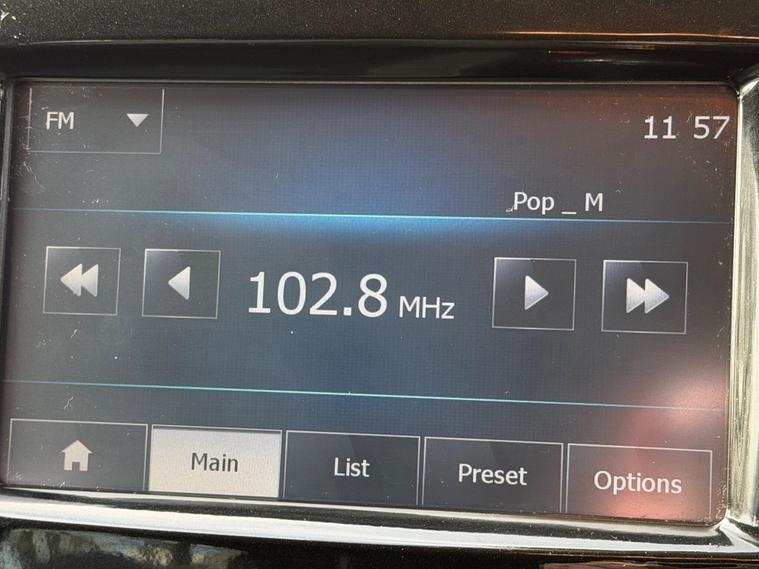 FM
11 57
Pop _ M
102.8 MHz
Main
List
Preset
Options